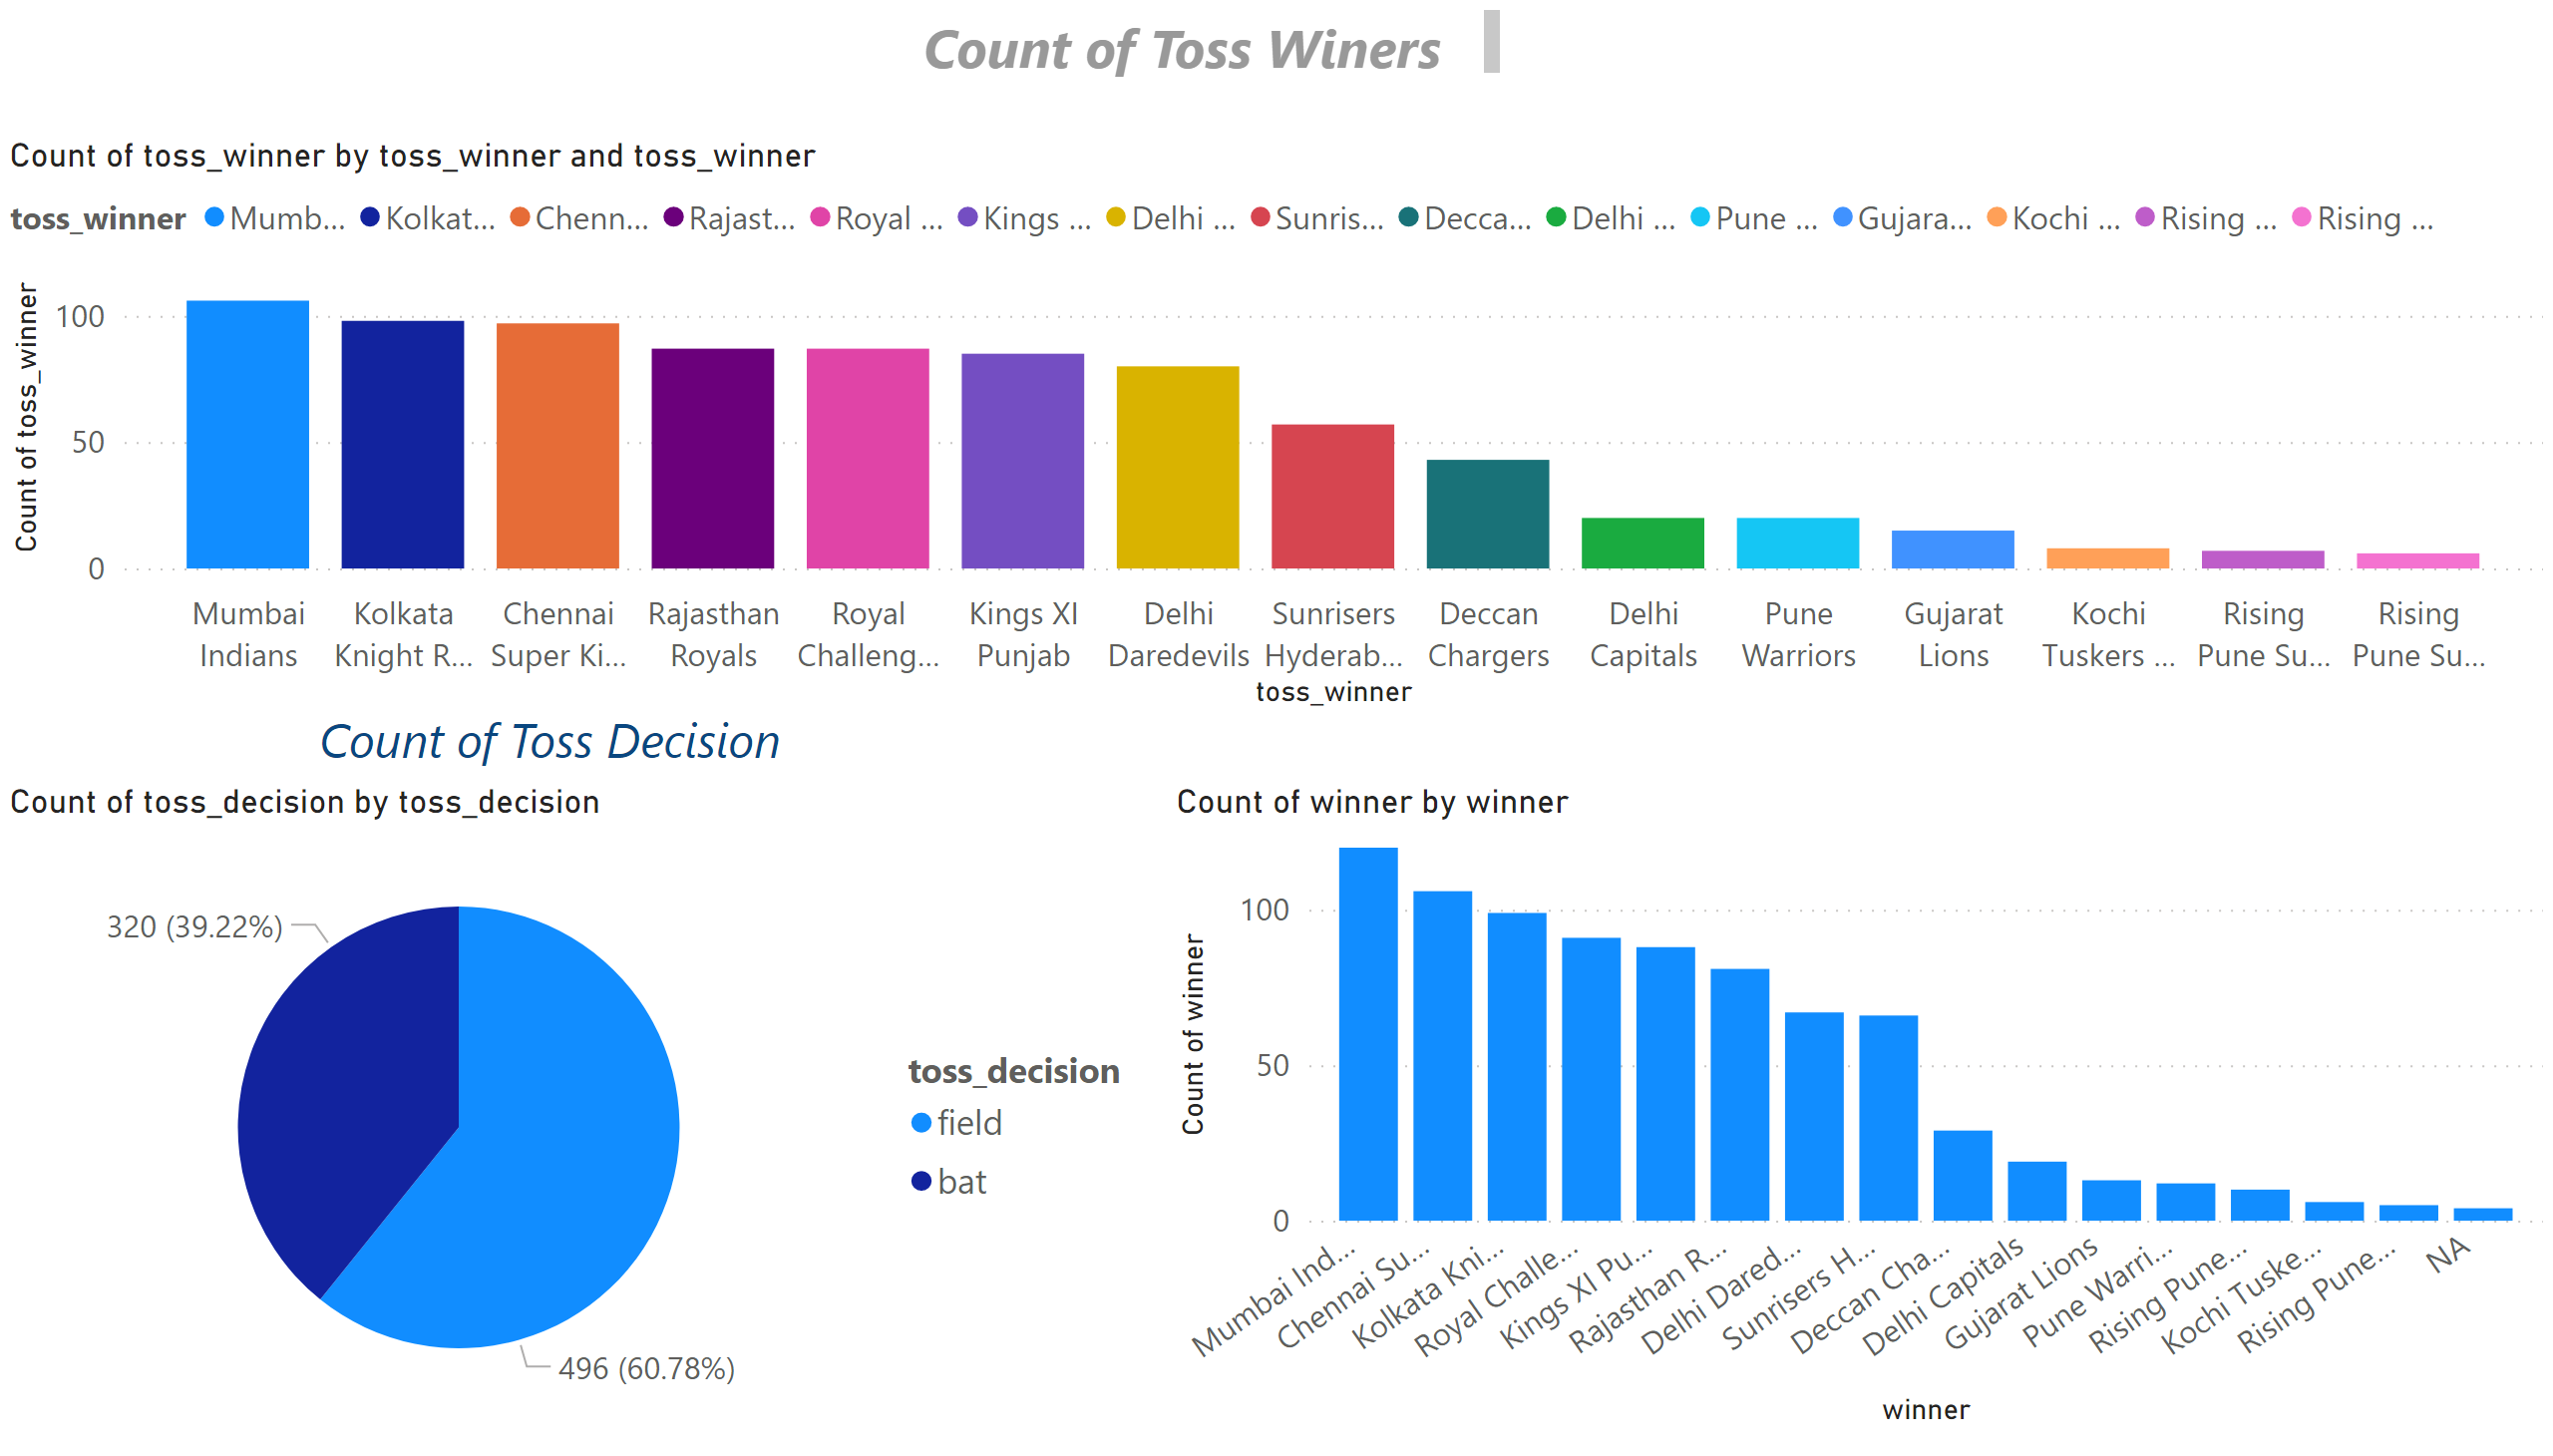 Count of Toss Winers
Count of toss_winner by toss_winner and toss_winner
toss_winner Mumb... Kolkat... Chenn... Rajast... Royal ... Kings ... Delhi ... Sunris... Decca... Delhi ... Pune ... Gujara... Kochi ... Rising ... Rising ...
Count of toss_winner
100
50
0
Mumbai Indians
Kolkata Knight R...
Chennai Super Ki...
Rajasthan Royals
Royal Challeng...
Kings XI Punjab
Delhi Daredevils
Sunrisers Hyderab...
Deccan Chargers
Delhi Capitals
Pune Warriors
Gujarat Lions
Kochi Tuskers ...
Rising Pune Su...
Rising Pune Su...
toss_winner
Count of Toss Decision
Count of toss_decision by toss_decision
320 (39.22%)
496 (60.78%)
toss_decision
field
bat
Count of winner by winner
Count of winner
100
50
0
Mumbai Ind...
Chennai Su...
Kolkata Kni...
Royal Challe...
Kings XI Pu...
Rajasthan R...
Delhi Dared...
Sunrisers H...
Deccan Cha...
Delhi Capitals
Gujarat Lions
Pune Warri...
Rising Pune...
Kochi Tuske...
Rising Pune...
NA
winner